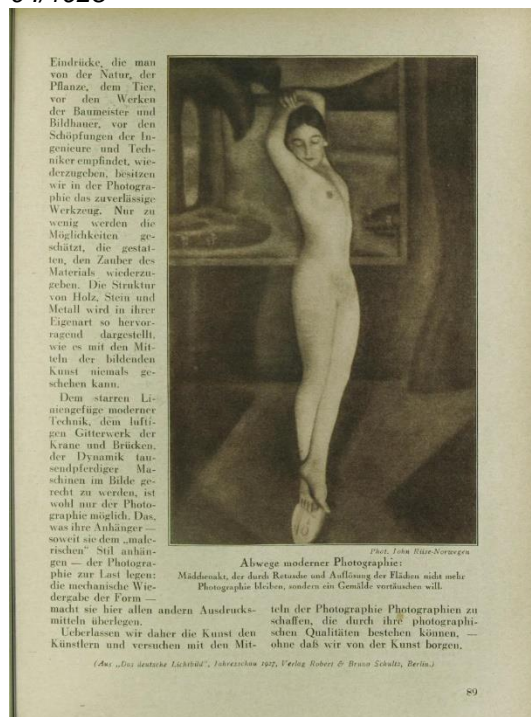 Eindrücke, die man
von der Natur, der
Pflanze, dem Tier,
vor den Werken
der Baumeister und
Bildhauer, vor den
Schöpfungen der In-
genieure und Tech-
niker empfindet, wie-
derzugeben, besitzen
wir in der Photogra-
phie das zuverlässige
Werkzeug. Nur zu
wenig werden die
Möglichkeiten ge-
schätzt, die gestat-
ten, den Zauber des
Materials wiederzu-
geben. Die Struktur
von Holz, Stein und
Metall wird in ihrer
Eigenart so hervor-
ragend dargestellt,
wie es mit den Mit-
teln der bildenden
Kunst niemals ge-
schehen kann.
Dem starren Li-
niengefüge moderner
Technik, dem lufti-
gen Gitterwerk der
Krane und Brücken,
der Dynamik tau-
sendpferdiger Ma-
schinen im Bilde ge-
recht zu werden, ist
wohl nur der Photo-
graphie möglich. Das,
was ihre Anhänger —
soweit sie dem „male-
rischen" Stil anhän-
gen — der Photogra-
phie zur Last legen:
die mechanische Wie-
dergabe der Form —
macht sie hier allen andern Ausdrucks-
mitteln überlegen.
Ueberlassen wir daher die Kunst den
Künstlern und versuchen mit den Mit-
Phot. John Riise-Norwegen
Abwege moderner Photographie:
Mädchenakt, der durch Retusche und Auflösung der Flächen nicht mehr
Photographie bleiben, sondern ein Gemälde vortäuschen will.
teln der Photographie Photographien zu
schaffen, die durch ihre photographi-
schen Qualitäten bestehen können, —
ohne daß wir von der Kunst borgen.
(Aus „Das deutsche Lichtbild", Jahresschau 1927, Verlag Robert & Bruno Schultz, Berlin.)
89